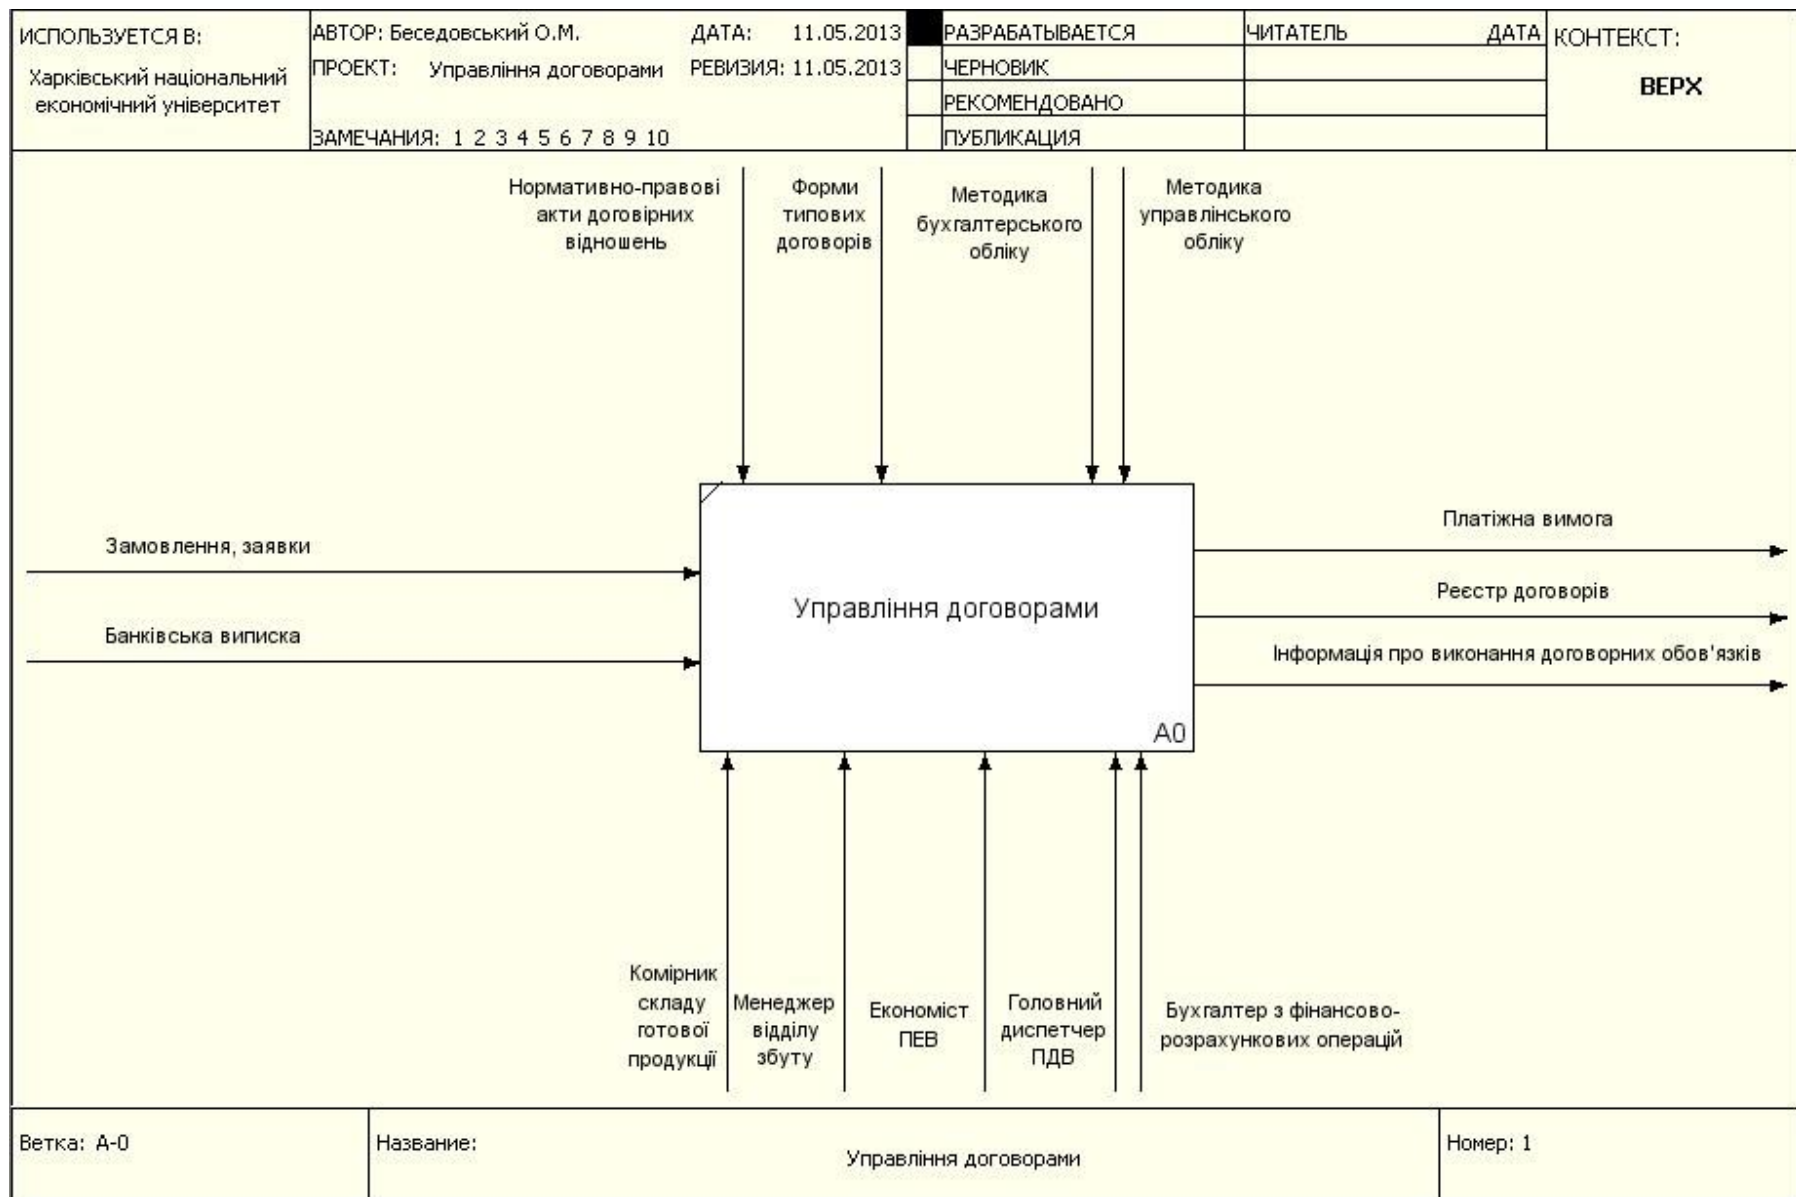 ИСПОЛЬЗУЕТСЯ В:
Харківський національний
економічний університет
АВТОР: Беседовський О.М.
ДАТА: 11.05.2013
ПРОЕКТ: Управління договорами
РЕВИЗИЯ: 11.05.2013
ЗАМЕЧАНИЯ: 1 2 3 4 5 6 7 8 9 10
РАЗРАБАТЫВАЕТСЯ
ЧЕРНОВИК
РЕКОМЕНДОВАНО
ПУБЛИКАЦИЯ
ЧИТАТЕЛЬ
ДАТА
КОНТЕКСТ:
ВЕРХ
Нормативно-правові
акти договірних
відношень
Форми
типових
договорів
Методика
бухгалтерського
обліку
Методика
управлінського
обліку
Замовлення, заявки
Банківська виписка
Управління договорами
A0
Платіжна вимога
Реєстр договорів
Інформація про виконання договорних обов'язків
Комірник
складу
готової
продукції
Менеджер
відділу
збуту
Економіст
ПЕВ
Головний
диспетчер
ПДВ
Бухгалтер з фінансово-
розрахункових операцій
Ветка: A-0
Название:
Управління договорами
Номер: 1